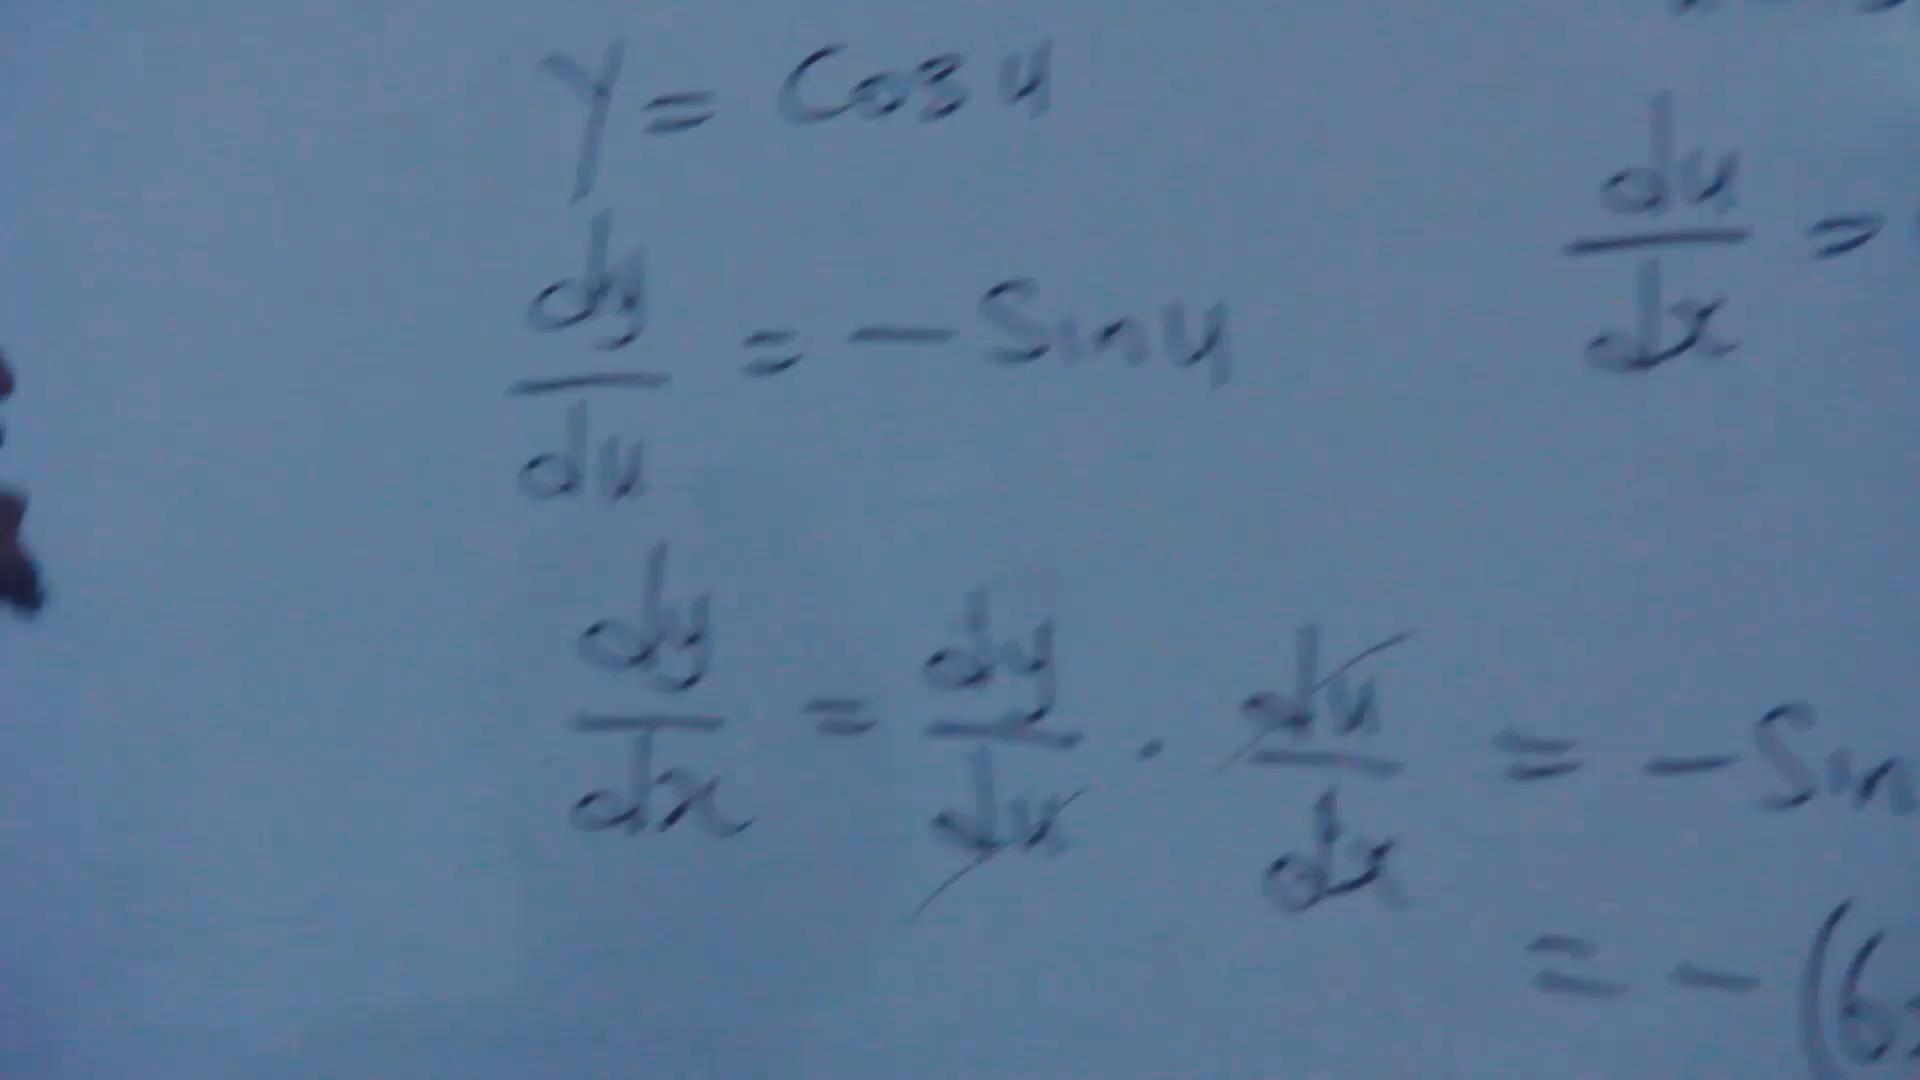 y = Cos u
du/dx =
dy/du = - Sin u
dy/dx = dy/du · du/dx = - Sin
= - (6